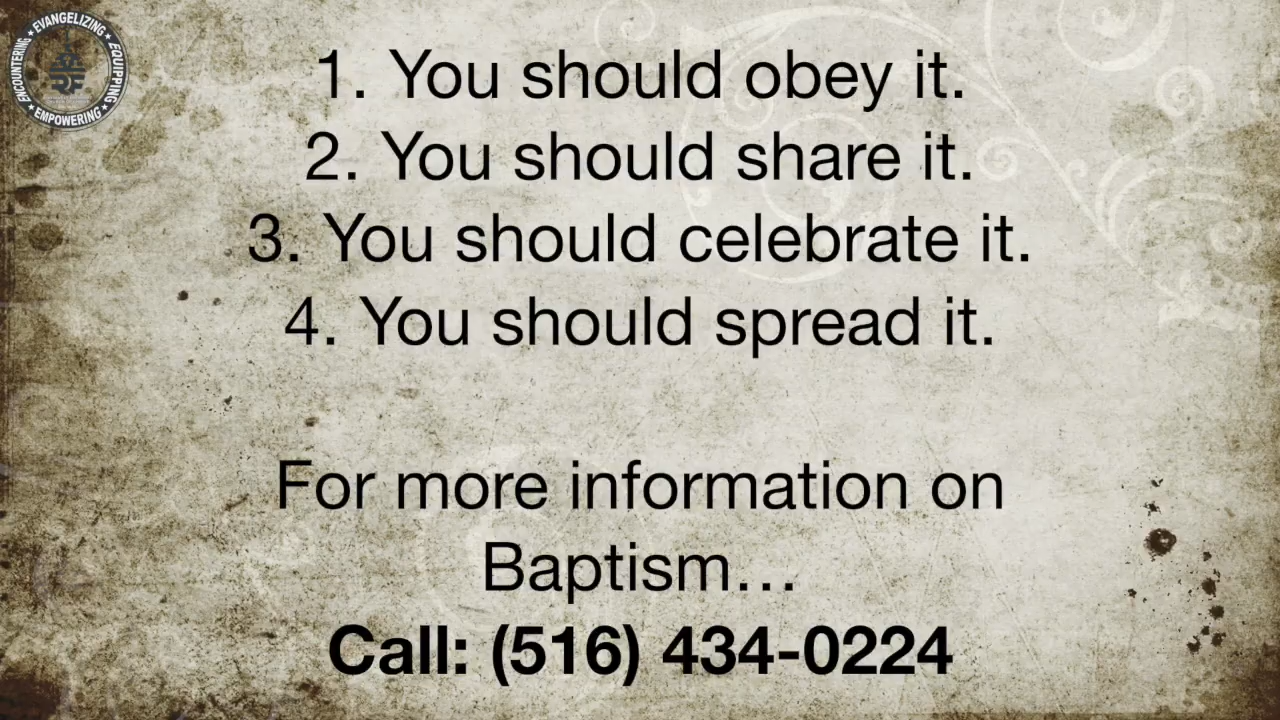 ENCOUNTERING ★ EVANGELIZING ★ EQUIPPING ★ EMPOWERING ★
1. You should obey it.
2. You should share it.
3. You should celebrate it.
4. You should spread it.
For more information on
Baptism…
Call: (516) 434-0224